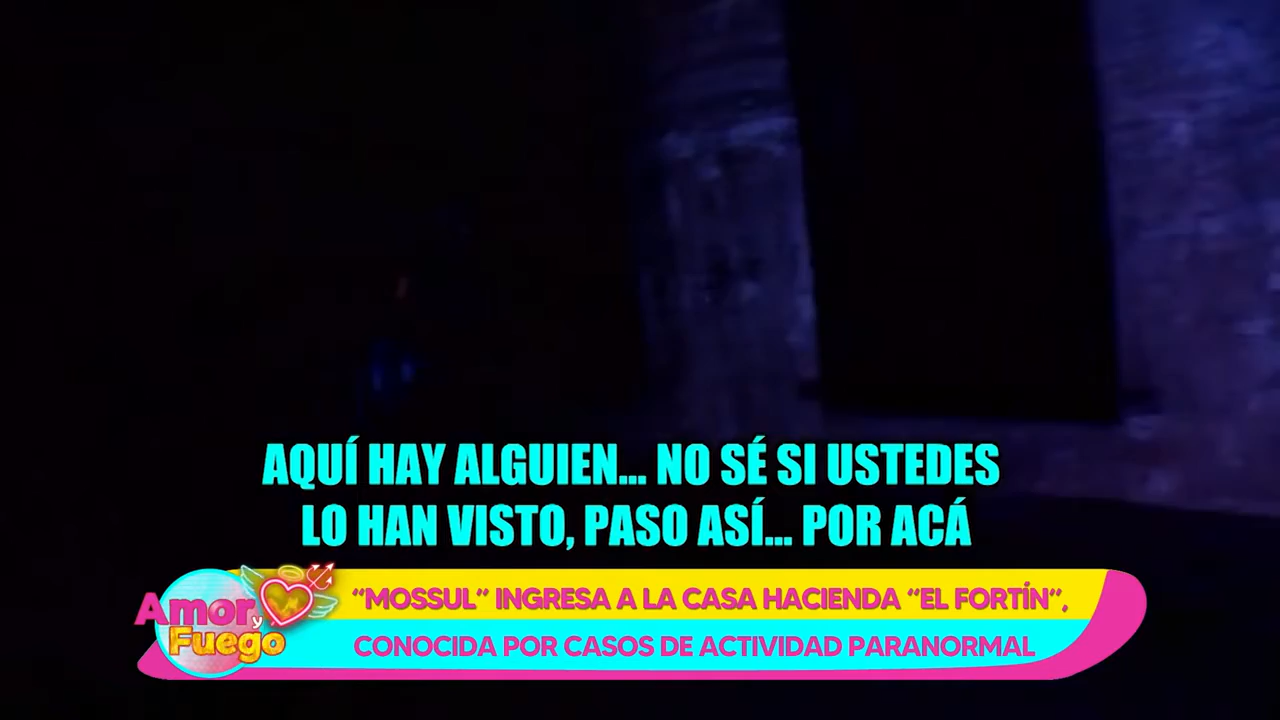 AQUÍ HAY ALGUIEN... NO SÉ SI USTEDES
LO HAN VISTO, PASO ASÍ... POR ACÁ
Amor y Fuego
"MOSSUL" INGRESA A LA CASA HACIENDA "EL FORTÍN",
CONOCIDA POR CASOS DE ACTIVIDAD PARANORMAL